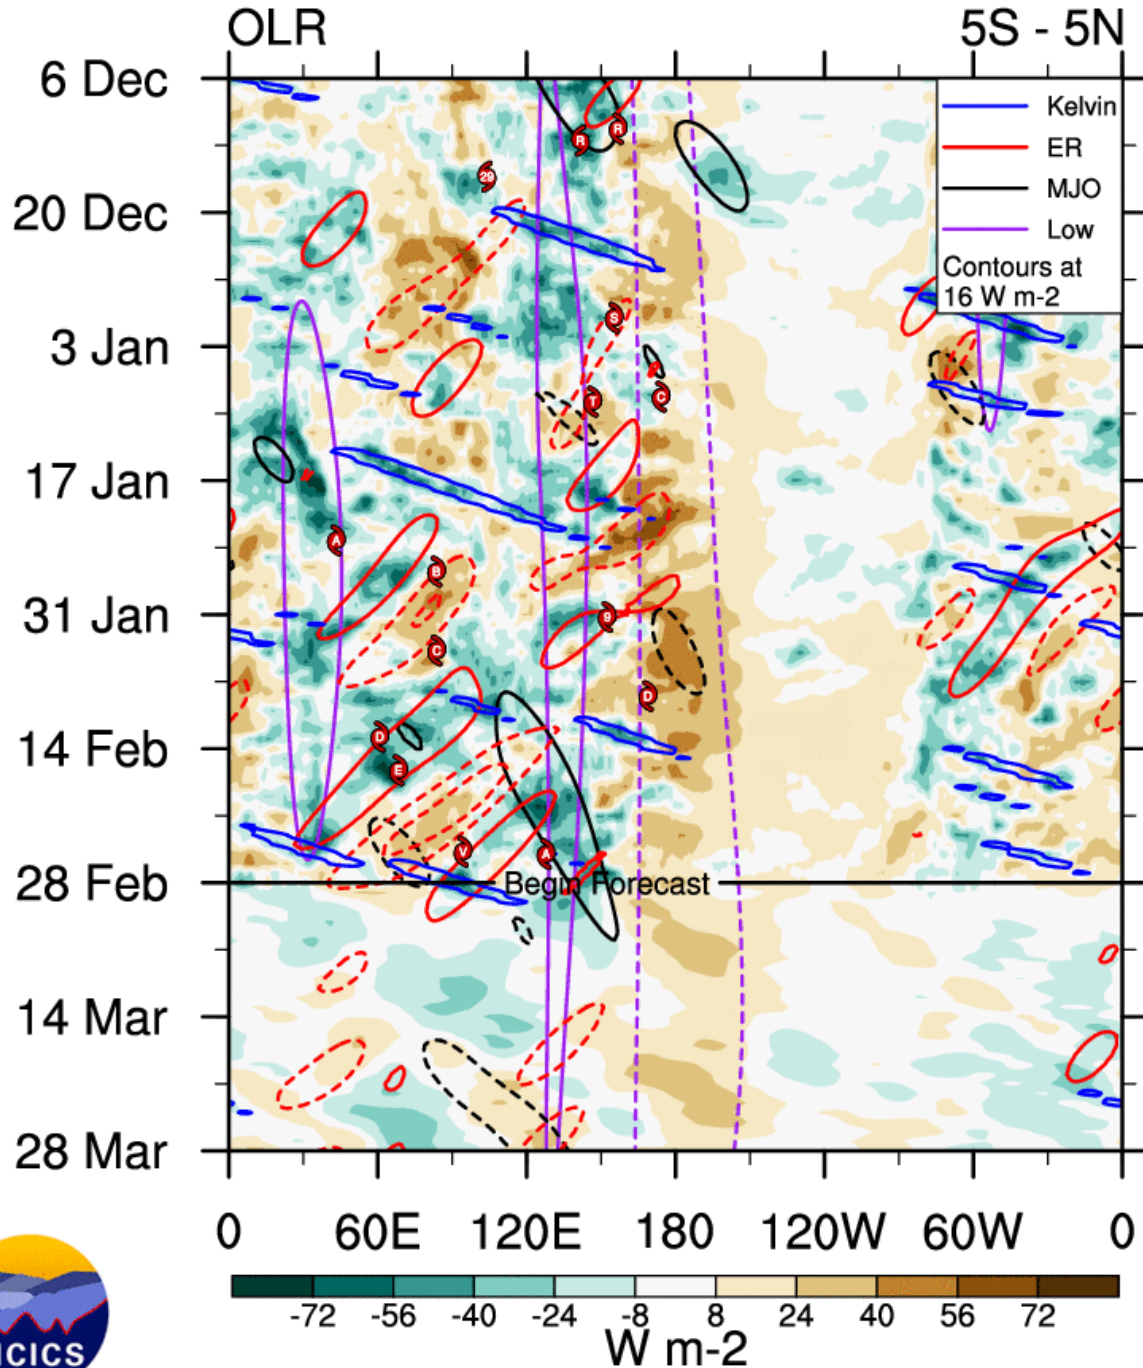 OLR 5S - 5N
6 Dec
20 Dec
3 Jan
17 Jan
31 Jan
14 Feb
28 Feb
14 Mar
28 Mar
Kelvin
ER
MJO
Low
Contours at
16 W m-2
R R
29
S
T C
A
B
9
C
D
D
E
V A
Begin Forecast
0 60E 120E 180 120W 60W 0
-72 -56 -40 -24 -8 8 24 40 56 72
W m-2